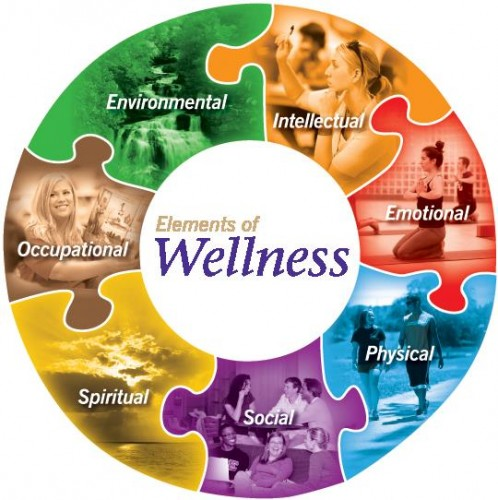 Elements of
Wellness
Environmental
Intellectual
Emotional
Physical
Social
Spiritual
Occupational